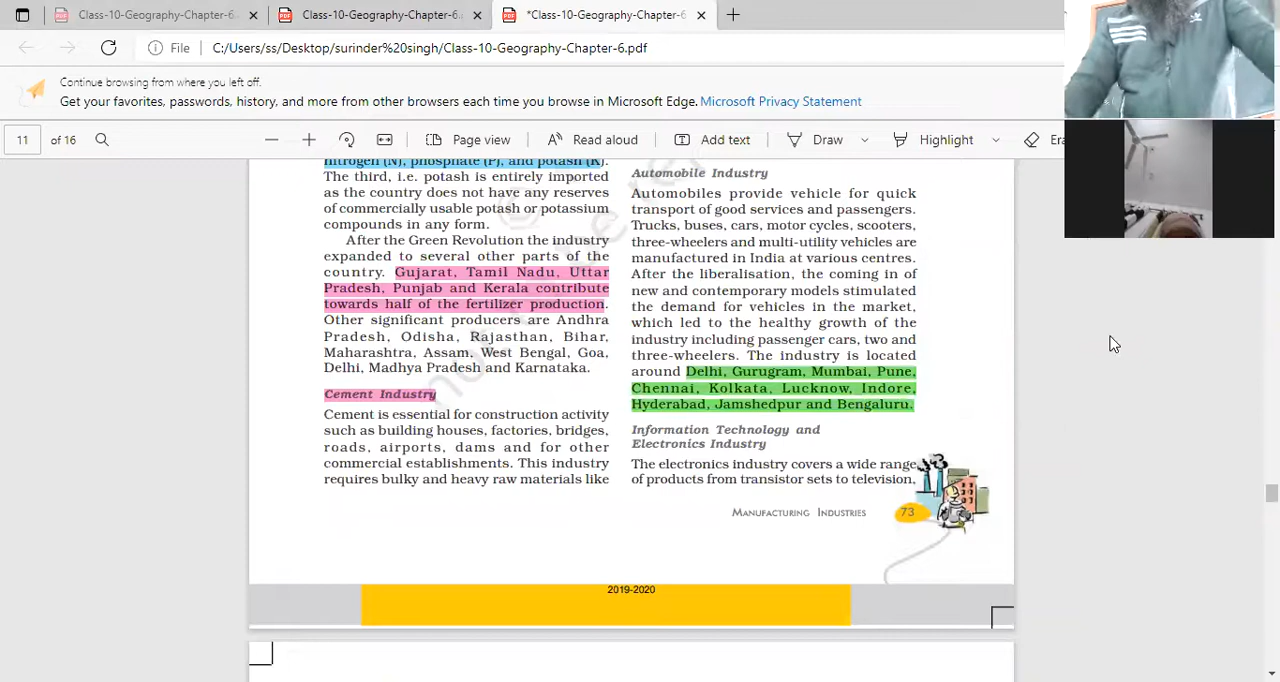 Class-10-Geography-Chapter-6
Class-10-Geography-Chapter-6.
*Class-10-Geography-Chapter-6
File
C:/Users/ss/Desktop/surinder%20singh/Class-10-Geography-Chapter-6.pdf
Continue browsing from where you left off.
Get your favorites, passwords, history, and more from other browsers each time you browse in Microsoft Edge. Microsoft Privacy Statement
11 of 16
Page view
Read aloud
Add text
Draw
Highlight
Era
nitrogen (N), phosphate (P), and potash (K).
The third, i.e. potash is entirely imported
as the country does not have any reserves
of commercially usable potash or potassium
compounds in any form.
After the Green Revolution the industry
expanded to several other parts of the
country. Gujarat, Tamil Nadu, Uttar
Pradesh, Punjab and Kerala contribute
towards half of the fertilizer production.
Other significant producers are Andhra
Pradesh, Odisha, Rajasthan, Bihar,
Maharashtra, Assam, West Bengal, Goa,
Delhi, Madhya Pradesh and Karnataka.
Cement Industry
Cement is essential for construction activity
such as building houses, factories, bridges,
roads, airports, dams and for other
commercial establishments. This industry
requires bulky and heavy raw materials like
Automobile Industry
Automobiles provide vehicle for quick
transport of good services and passengers.
Trucks, buses, cars, motor cycles, scooters,
three-wheelers and multi-utility vehicles are
manufactured in India at various centres.
After the liberalisation, the coming in of
new and contemporary models stimulated
the demand for vehicles in the market,
which led to the healthy growth of the
industry including passenger cars, two and
three-wheelers. The industry is located
around Delhi, Gurugram, Mumbai, Pune,
Chennai, Kolkata, Lucknow, Indore,
Hyderabad, Jamshedpur and Bengaluru.
Information Technology and
Electronics Industry
The electronics industry covers a wide range
of products from transistor sets to television,
MANUFACTURING INDUSTRIES 73
2019-2020